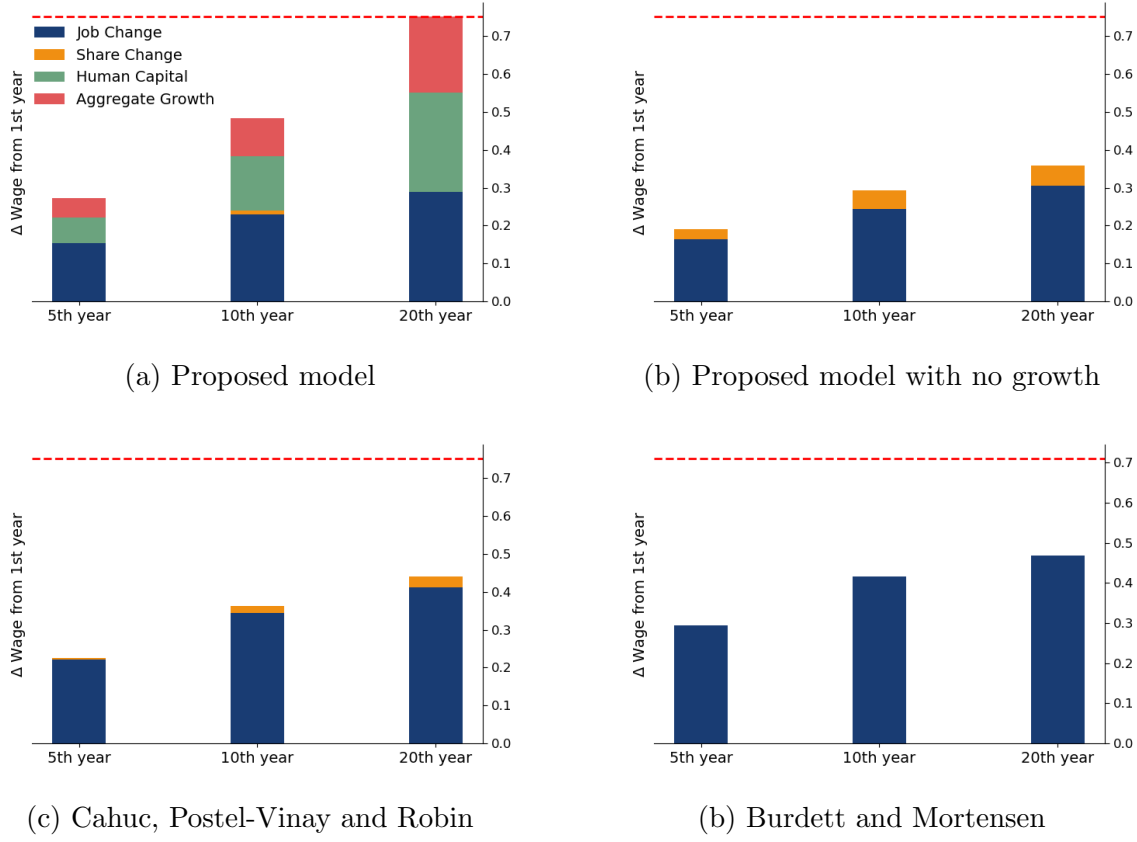 Job Change
Share Change
Human Capital
Aggregate Growth
Δ Wage from 1st year
0.7
0.6
0.5
0.4
0.3
0.2
0.1
0.0
5th year
10th year
20th year
(a) Proposed model
Δ Wage from 1st year
0.7
0.6
0.5
0.4
0.3
0.2
0.1
0.0
5th year
10th year
20th year
(b) Proposed model with no growth
Δ Wage from 1st year
0.7
0.6
0.5
0.4
0.3
0.2
0.1
0.0
5th year
10th year
20th year
(c) Cahuc, Postel-Vinay and Robin
Δ Wage from 1st year
0.7
0.6
0.5
0.4
0.3
0.2
0.1
0.0
5th year
10th year
20th year
(b) Burdett and Mortensen